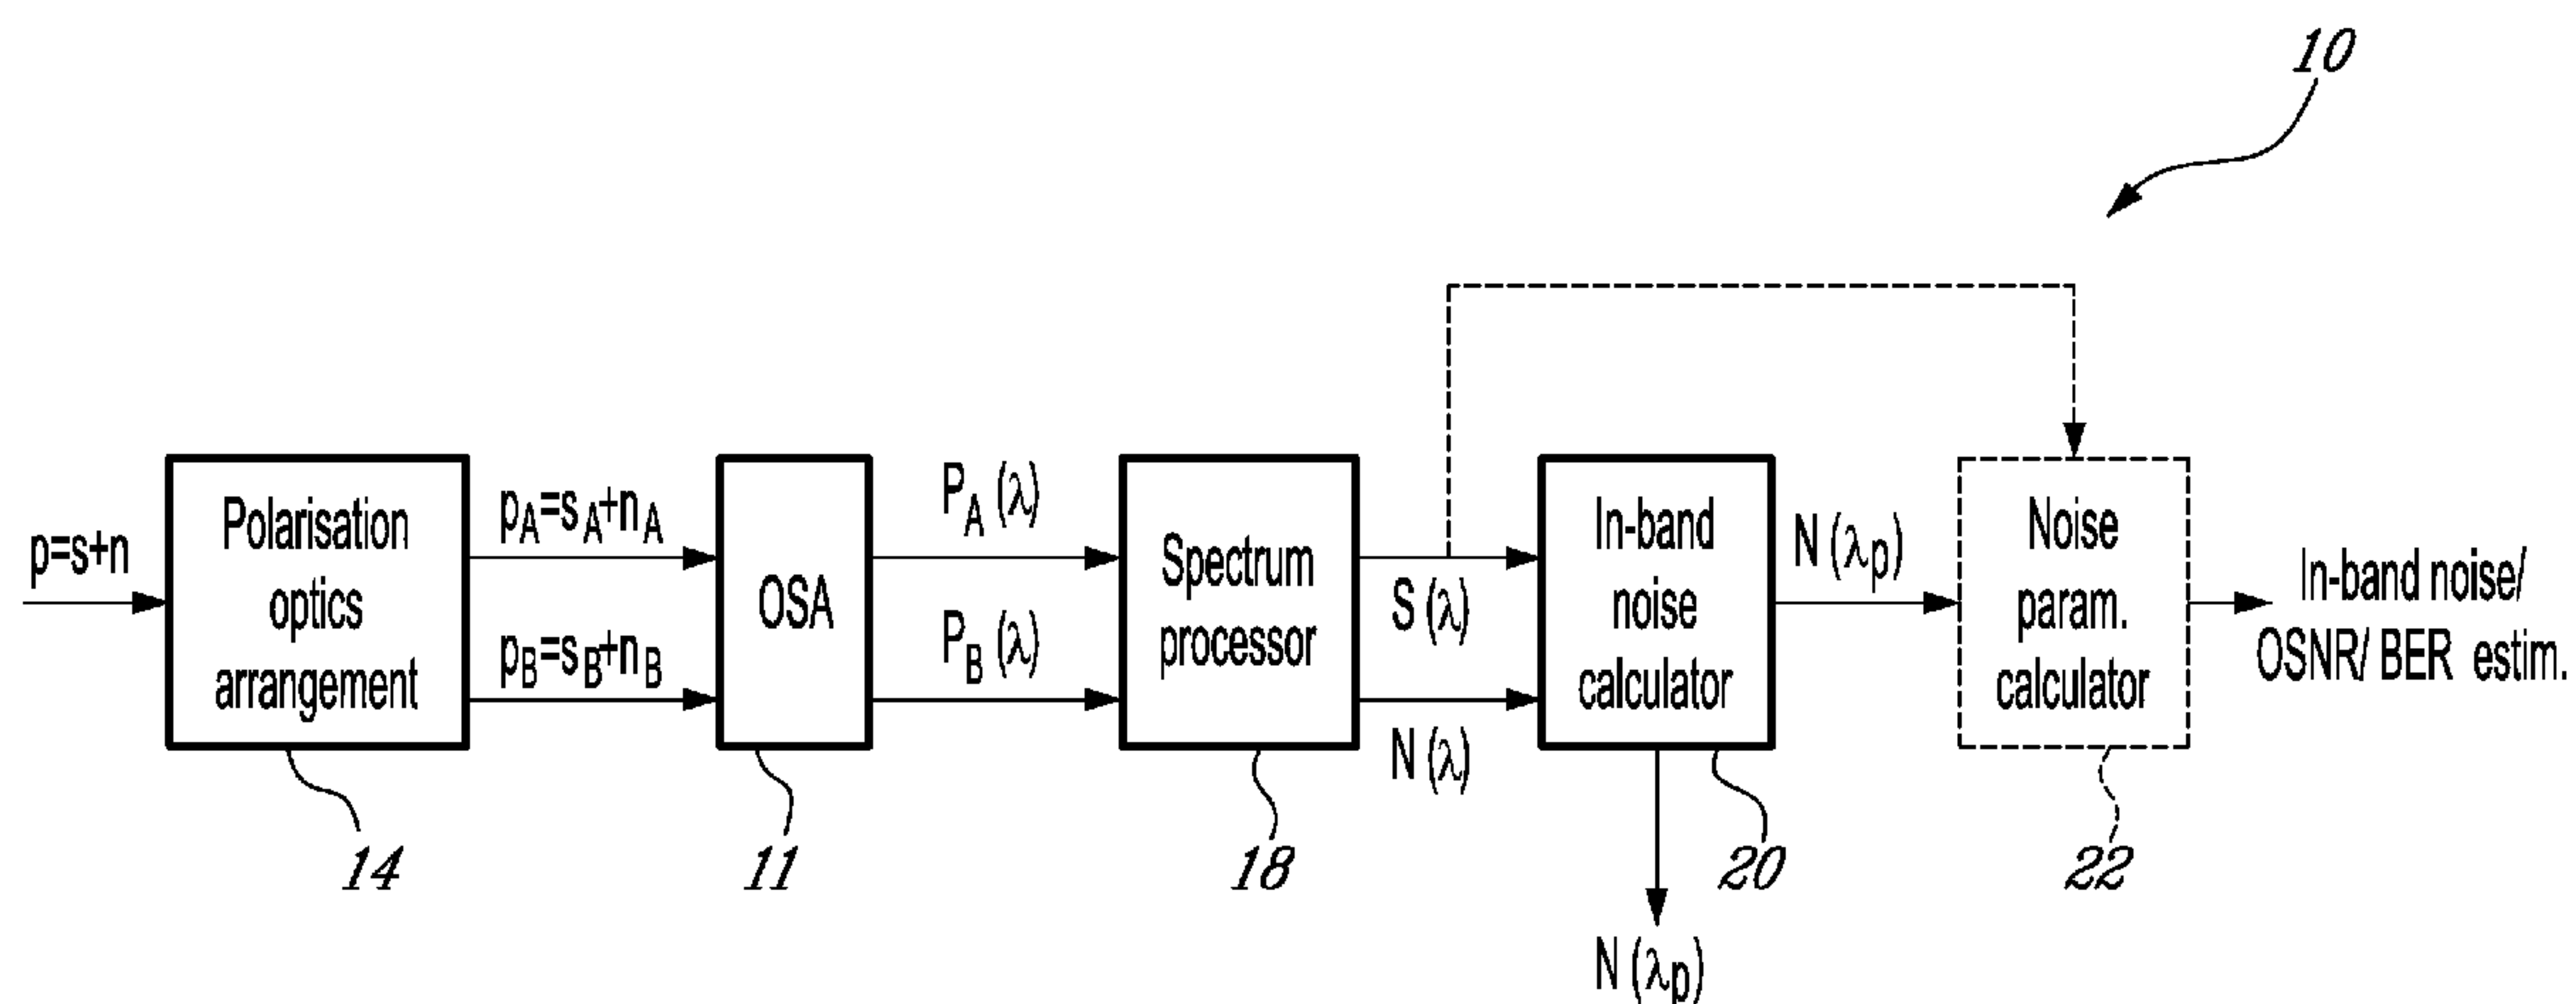 10
p=s+n
Polarisation
optics
arrangement
14
pA=sA+nA
pB=sB+nB
OSA
11
PA(λ)
PB(λ)
Spectrum
processor
18
S(λ)
N(λ)
In-band
noise
calculator
20
N(λp)
N(λp)
Noise
param.
calculator
22
In-band noise/
OSNR/ BER estim.